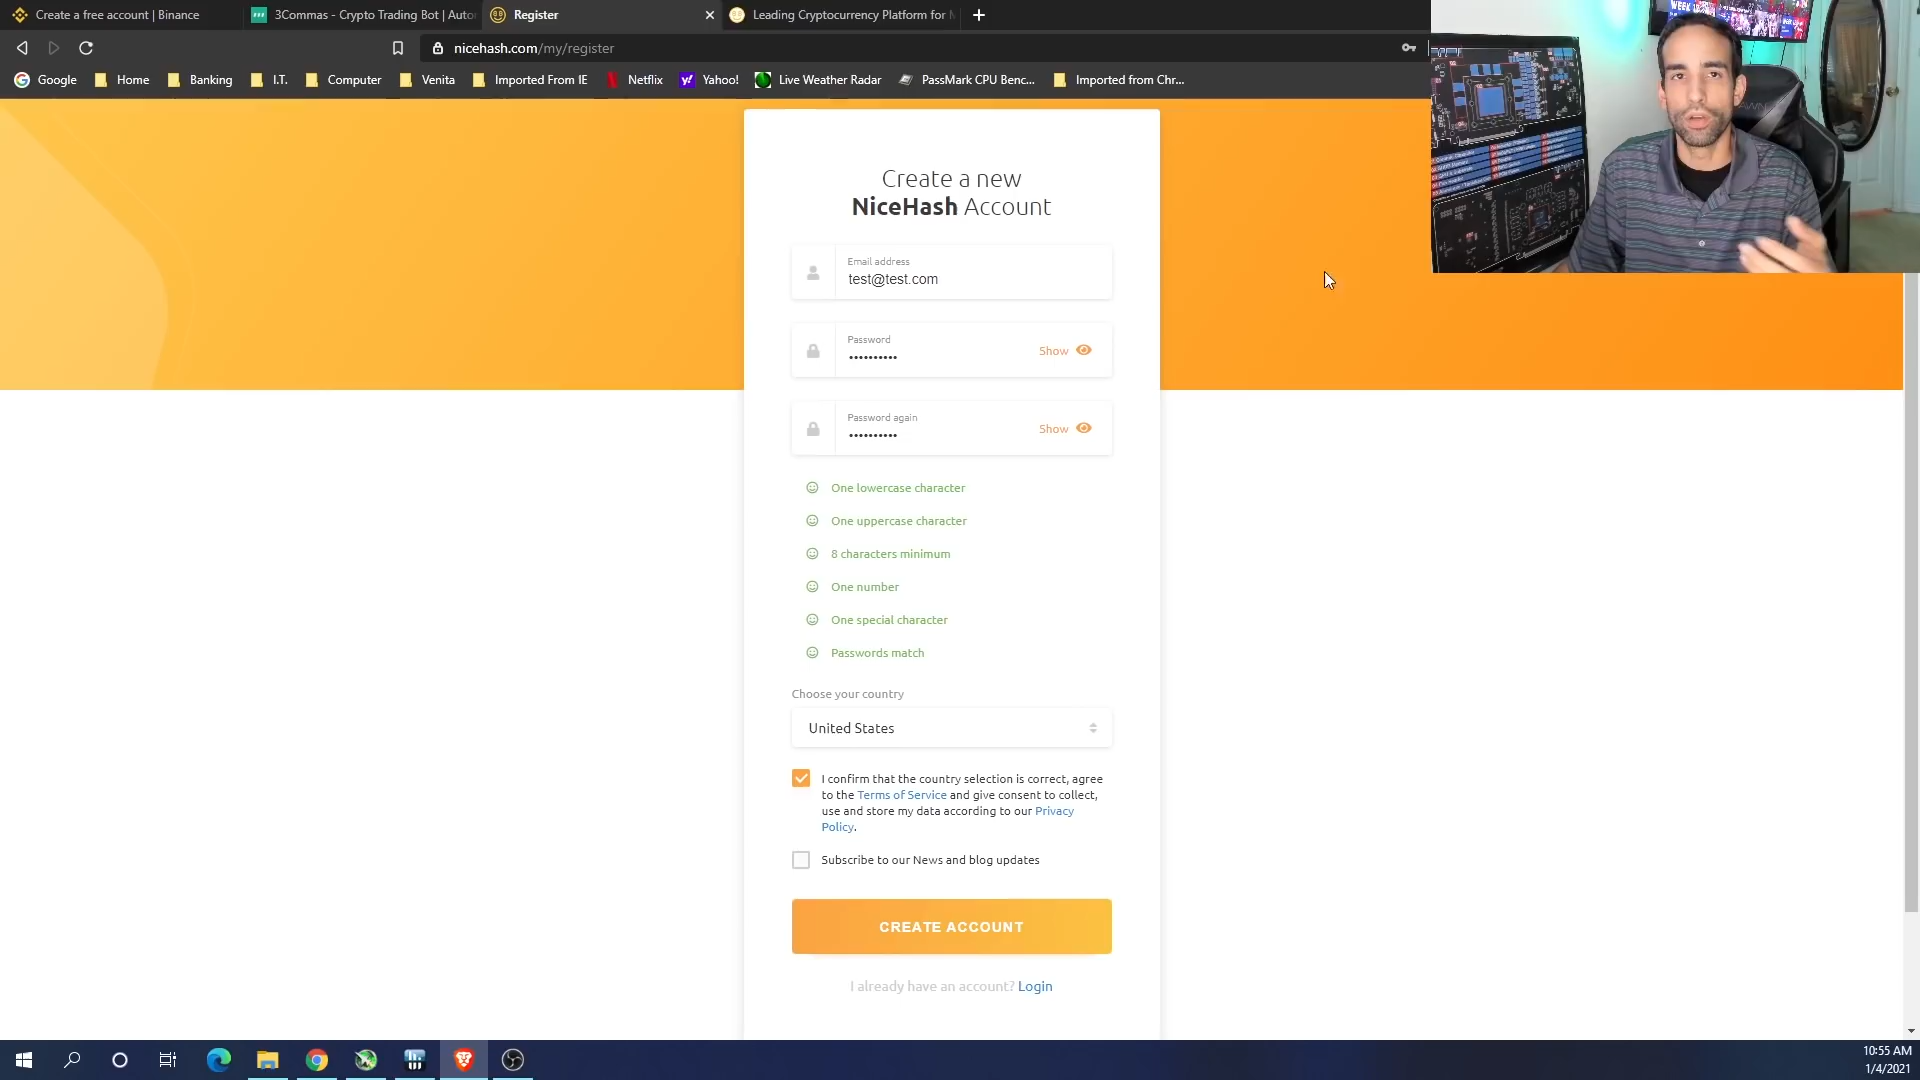 Create a free account | Binance
3Commas - Crypto Trading Bot | Auto
Register
Leading Cryptocurrency Platform for
nicehash.com/my/register
Google
Home
Banking
I.T.
Computer
Venita
Imported From IE
Netflix
Yahoo!
Live Weather Radar
PassMark CPU Benc...
Imported from Chr...
Create a new
NiceHash Account
Email address
test@test.com
Password
••••••••••
Show
Password again
••••••••••
Show
One lowercase character
One uppercase character
8 characters minimum
One number
One special character
Passwords match
Choose your country
United States
I confirm that the country selection is correct, agree
to the Terms of Service and give consent to collect,
use and store my data according to our Privacy
Policy.
Subscribe to our News and blog updates
CREATE ACCOUNT
I already have an account? Login
10:55 AM
1/4/2021